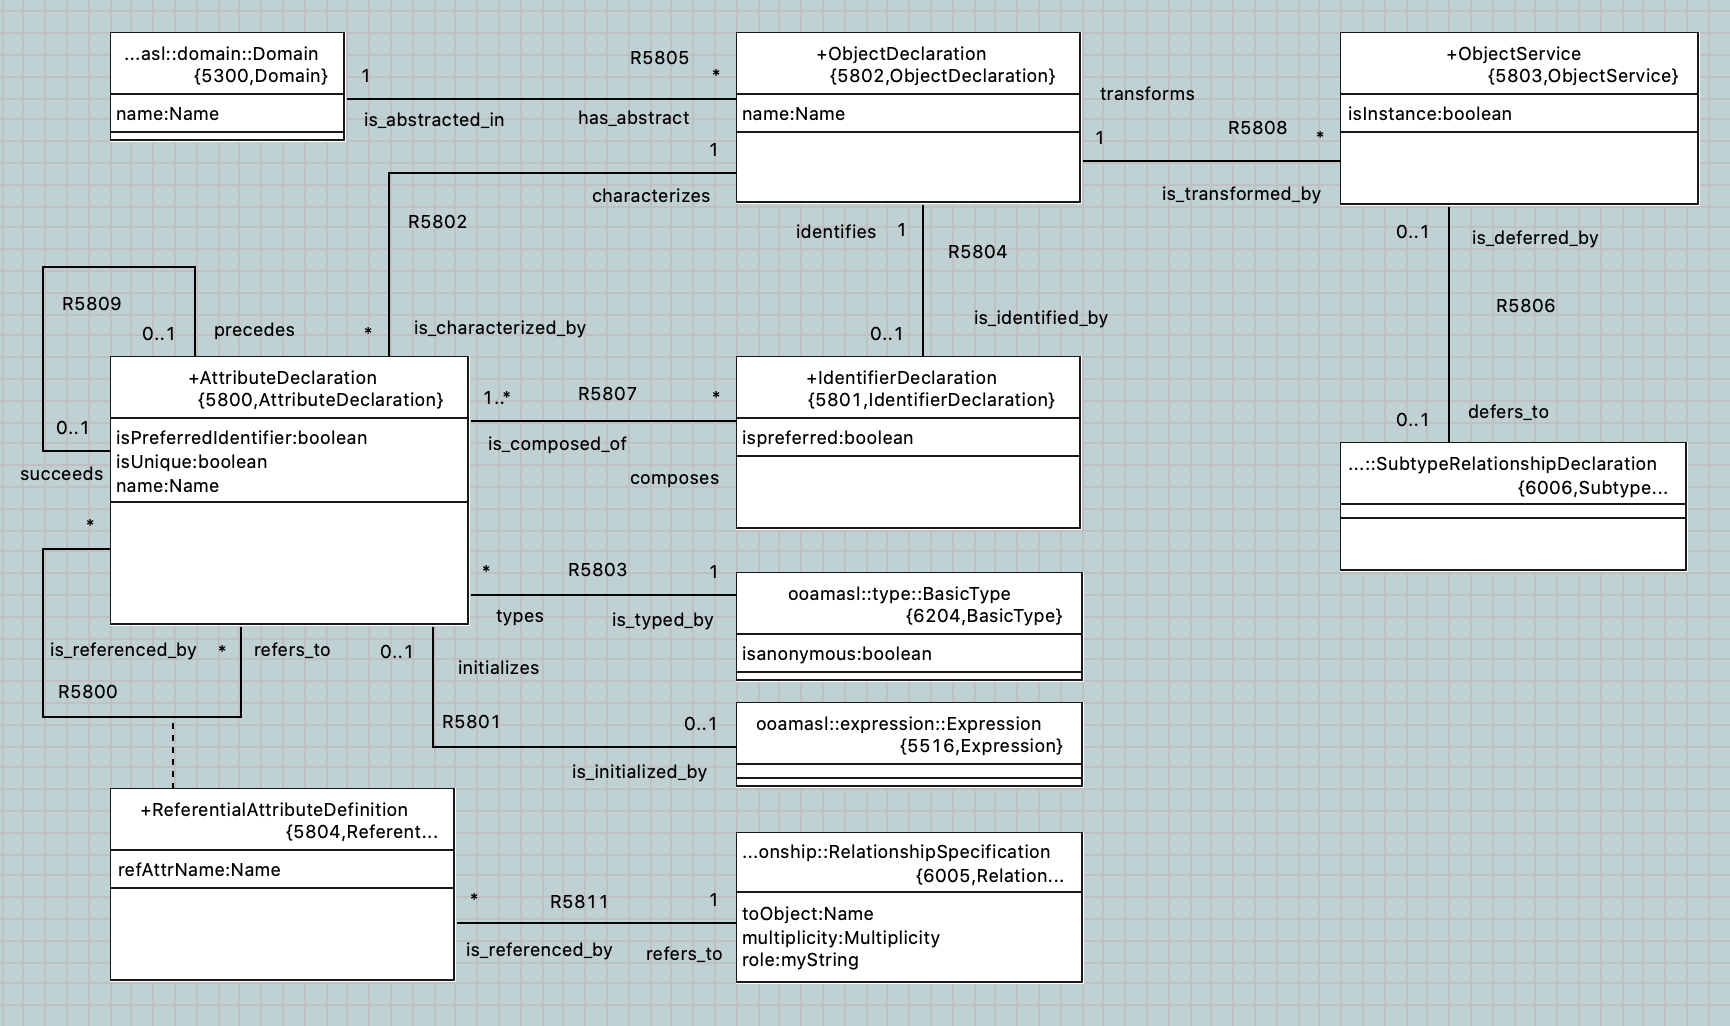 ...asl::domain::Domain
{5300,Domain}
name:Name
1
R5805
*
is_abstracted_in
has_abstract
+ObjectDeclaration
{5802,ObjectDeclaration}
name:Name
transforms
1
R5808
*
is_transformed_by
+ObjectService
{5803,ObjectService}
isInstance:boolean
1
characterizes
R5802
identifies
1
R5804
0..1
is_deferred_by
R5809
0..1
precedes
*
is_characterized_by
0..1
is_identified_by
R5806
+AttributeDeclaration
{5800,AttributeDeclaration}
isPreferredIdentifier:boolean
isUnique:boolean
name:Name
0..1
succeeds
*
1..*
R5807
*
is_composed_of
composes
+IdentifierDeclaration
{5801,IdentifierDeclaration}
ispreferred:boolean
0..1
defers_to
...::SubtypeRelationshipDeclaration
{6006,Subtype...
*
R5803
1
types
is_typed_by
ooamasl::type::BasicType
{6204,BasicType}
isanonymous:boolean
is_referenced_by
*
refers_to
R5800
0..1
initializes
R5801
0..1
is_initialized_by
ooamasl::expression::Expression
{5516,Expression}
+ReferentialAttributeDefinition
{5804,Referent...
refAttrName:Name
*
R5811
1
is_referenced_by
refers_to
...onship::RelationshipSpecification
{6005,Relation...
toObject:Name
multiplicity:Multiplicity
role:myString